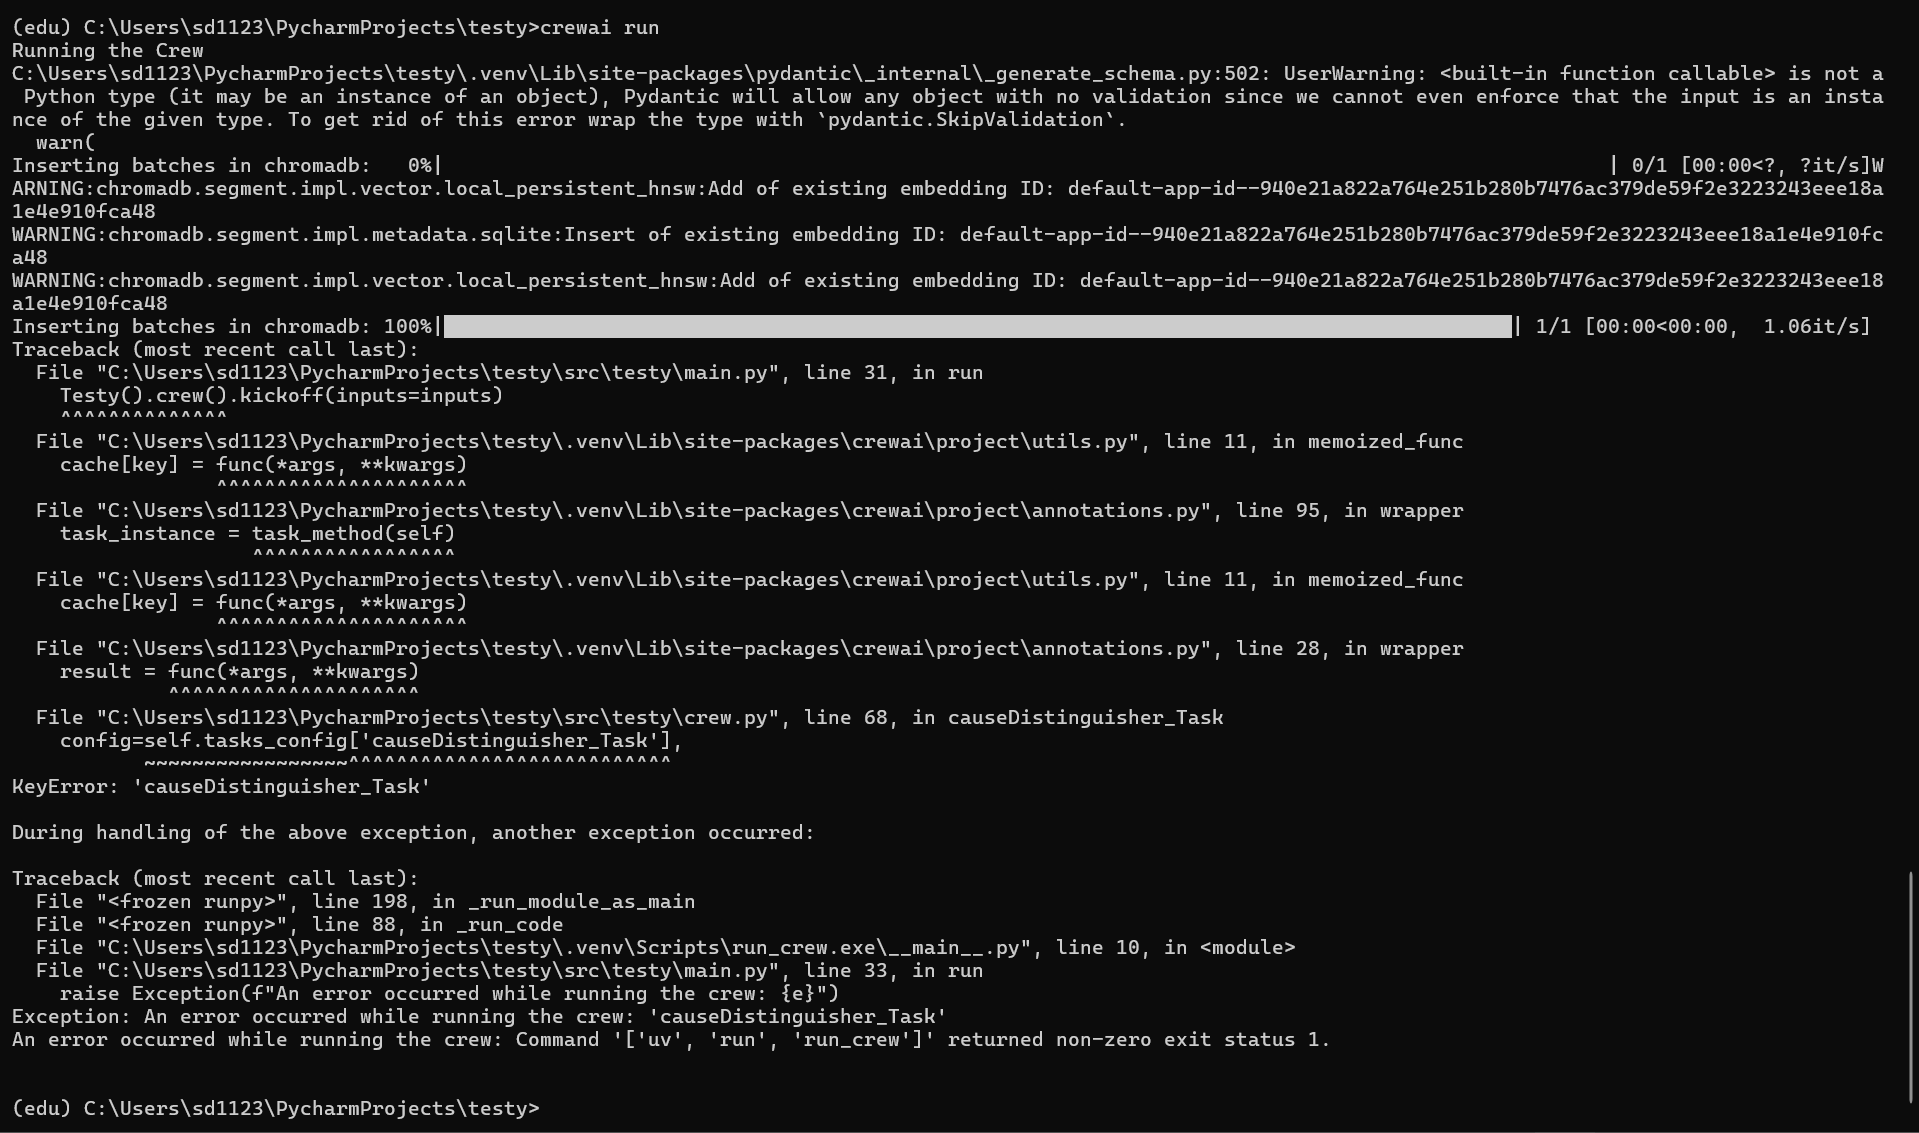 (edu) C:\Users\sd1123\PycharmProjects\testy>crewai run
Running the Crew
C:\Users\sd1123\PycharmProjects\testy\.venv\Lib\site-packages\pydantic\_internal\_generate_schema.py:502: UserWarning: <built-in function callable> is not a
 Python type (it may be an instance of an object), Pydantic will allow any object with no validation since we cannot even enforce that the input is an insta
nce of the given type. To get rid of this error wrap the type with `pydantic.SkipValidation`.
  warn(
Inserting batches in chromadb:   0%|                                                                                                  | 0/1 [00:00<?, ?it/s]W
ARNING:chromadb.segment.impl.vector.local_persistent_hnsw:Add of existing embedding ID: default-app-id--940e21a822a764e251b280b7476ac379de59f2e3223243eee18a
1e4e910fca48
WARNING:chromadb.segment.impl.metadata.sqlite:Insert of existing embedding ID: default-app-id--940e21a822a764e251b280b7476ac379de59f2e3223243eee18a1e4e910fc
a48
WARNING:chromadb.segment.impl.vector.local_persistent_hnsw:Add of existing embedding ID: default-app-id--940e21a822a764e251b280b7476ac379de59f2e3223243eee18
a1e4e910fca48
Inserting batches in chromadb: 100%|█████████████████████████████████████████████████████████████████████████████████████████| 1/1 [00:00<00:00,  1.06it/s]
Traceback (most recent call last):
  File "C:\Users\sd1123\PycharmProjects\testy\src\testy\main.py", line 31, in run
    Testy().crew().kickoff(inputs=inputs)
    ^^^^^^^^^^^^^^
  File "C:\Users\sd1123\PycharmProjects\testy\.venv\Lib\site-packages\crewai\project\utils.py", line 11, in memoized_func
    cache[key] = func(*args, **kwargs)
                 ^^^^^^^^^^^^^^^^^^^^^
  File "C:\Users\sd1123\PycharmProjects\testy\.venv\Lib\site-packages\crewai\project\annotations.py", line 95, in wrapper
    task_instance = task_method(self)
                    ^^^^^^^^^^^^^^^^^
  File "C:\Users\sd1123\PycharmProjects\testy\.venv\Lib\site-packages\crewai\project\utils.py", line 11, in memoized_func
    cache[key] = func(*args, **kwargs)
                 ^^^^^^^^^^^^^^^^^^^^^
  File "C:\Users\sd1123\PycharmProjects\testy\.venv\Lib\site-packages\crewai\project\annotations.py", line 28, in wrapper
    result = func(*args, **kwargs)
             ^^^^^^^^^^^^^^^^^^^^^
  File "C:\Users\sd1123\PycharmProjects\testy\src\testy\crew.py", line 68, in causeDistinguisher_Task
    config=self.tasks_config['causeDistinguisher_Task'],
           ~~~~~~~~~~~~~~~~~^^^^^^^^^^^^^^^^^^^^^^^^^^^
KeyError: 'causeDistinguisher_Task'
During handling of the above exception, another exception occurred:
Traceback (most recent call last):
  File "<frozen runpy>", line 198, in _run_module_as_main
  File "<frozen runpy>", line 88, in _run_code
  File "C:\Users\sd1123\PycharmProjects\testy\.venv\Scripts\run_crew.exe\__main__.py", line 10, in <module>
  File "C:\Users\sd1123\PycharmProjects\testy\src\testy\main.py", line 33, in run
    raise Exception(f"An error occurred while running the crew: {e}")
Exception: An error occurred while running the crew: 'causeDistinguisher_Task'
An error occurred while running the crew: Command '['uv', 'run', 'run_crew']' returned non-zero exit status 1.
(edu) C:\Users\sd1123\PycharmProjects\testy>